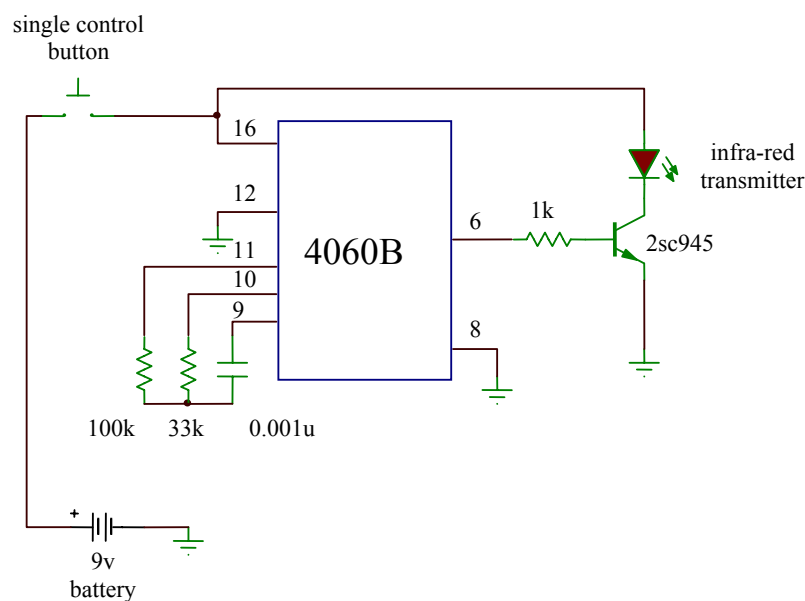 single control
button
16
12
11
10
9
4060B
6
8
1k
infra-red
transmitter
2sc945
100k
33k
0.001u
+
9v
battery